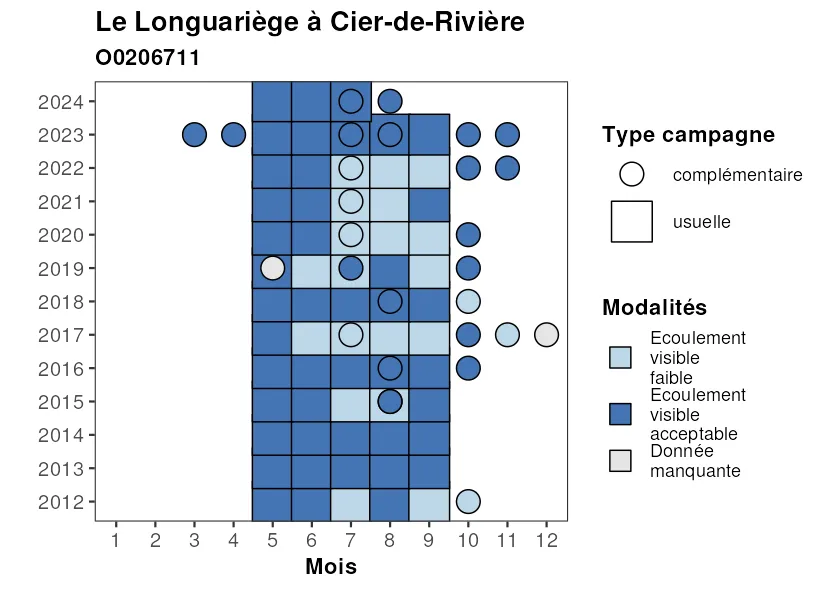 Le Longuariège à Cier-de-Rivière
O0206711
2024
2023
2022
2021
2020
2019
2018
2017
2016
2015
2014
2013
2012
1 2 3 4 5 6 7 8 9 10 11 12
Mois
Type campagne
complémentaire
usuelle
Modalités
Ecoulement
visible
faible
Ecoulement
visible
acceptable
Donnée
manquante